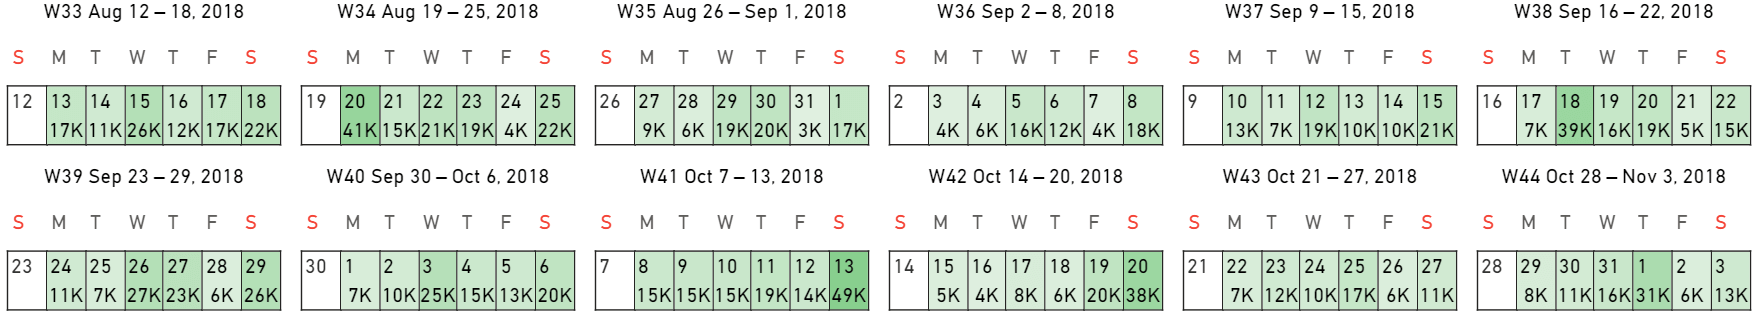 W33 Aug 12 – 18, 2018 W34 Aug 19 – 25, 2018 W35 Aug 26 – Sep 1, 2018 W36 Sep 2 – 8, 2018 W37 Sep 9 – 15, 2018 W38 Sep 16 – 22, 2018
S M T W T F S S M T W T F S S M T W T F S S M T W T F S S M T W T F S S M T W T F S
12 13 14 15 16 17 18 19 20 21 22 23 24 25 26 27 28 29 30 31 1 2 3 4 5 6 7 8 9 10 11 12 13 14 15 16 17 18 19 20 21 22
17K 11K 26K 12K 17K 22K 41K 15K 21K 19K 4K 22K 9K 6K 19K 20K 3K 17K 4K 6K 16K 12K 4K 18K 13K 7K 19K 10K 10K 21K 7K 39K 16K 19K 5K 15K
W39 Sep 23 – 29, 2018 W40 Sep 30 – Oct 6, 2018 W41 Oct 7 – 13, 2018 W42 Oct 14 – 20, 2018 W43 Oct 21 – 27, 2018 W44 Oct 28 – Nov 3, 2018
S M T W T F S S M T W T F S S M T W T F S S M T W T F S S M T W T F S S M T W T F S
23 24 25 26 27 28 29 30 1 2 3 4 5 6 7 8 9 10 11 12 13 14 15 16 17 18 19 20 21 22 23 24 25 26 27 28 29 30 31 1 2 3
11K 7K 27K 23K 6K 26K 7K 10K 25K 15K 13K 20K 15K 15K 15K 19K 14K 49K 5K 4K 8K 6K 20K 38K 7K 12K 10K 17K 6K 11K 8K 11K 16K 31K 6K 13K